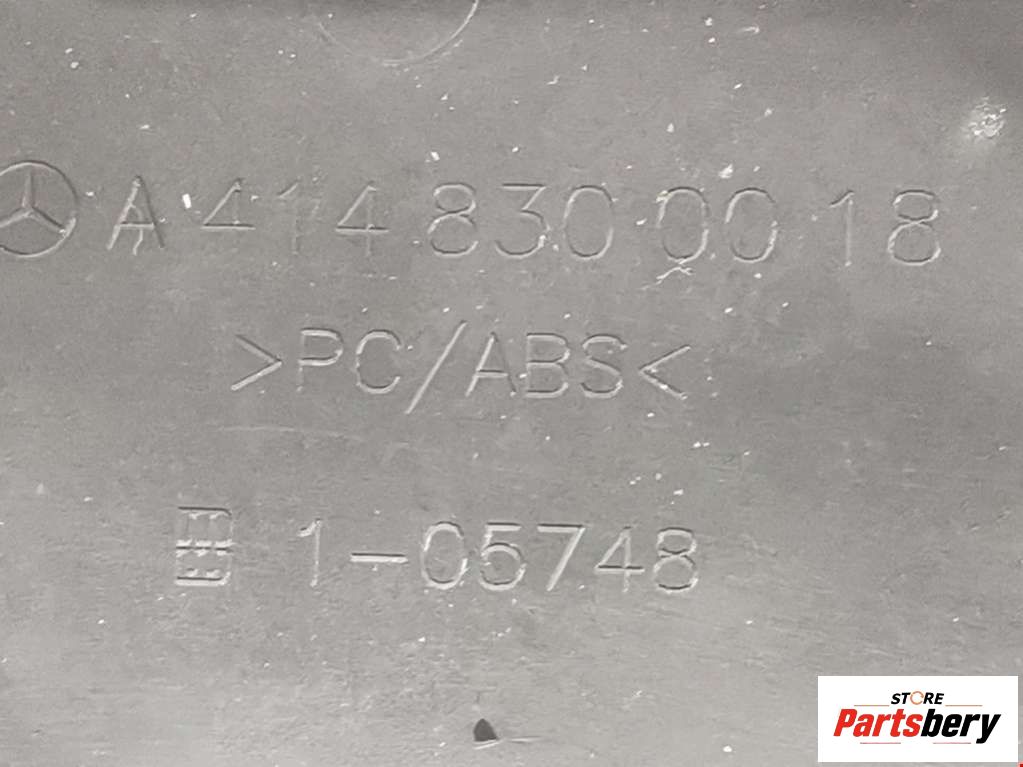 A 414 830 00 18
>PC/ABS<
1-05748
STORE
Partsbery